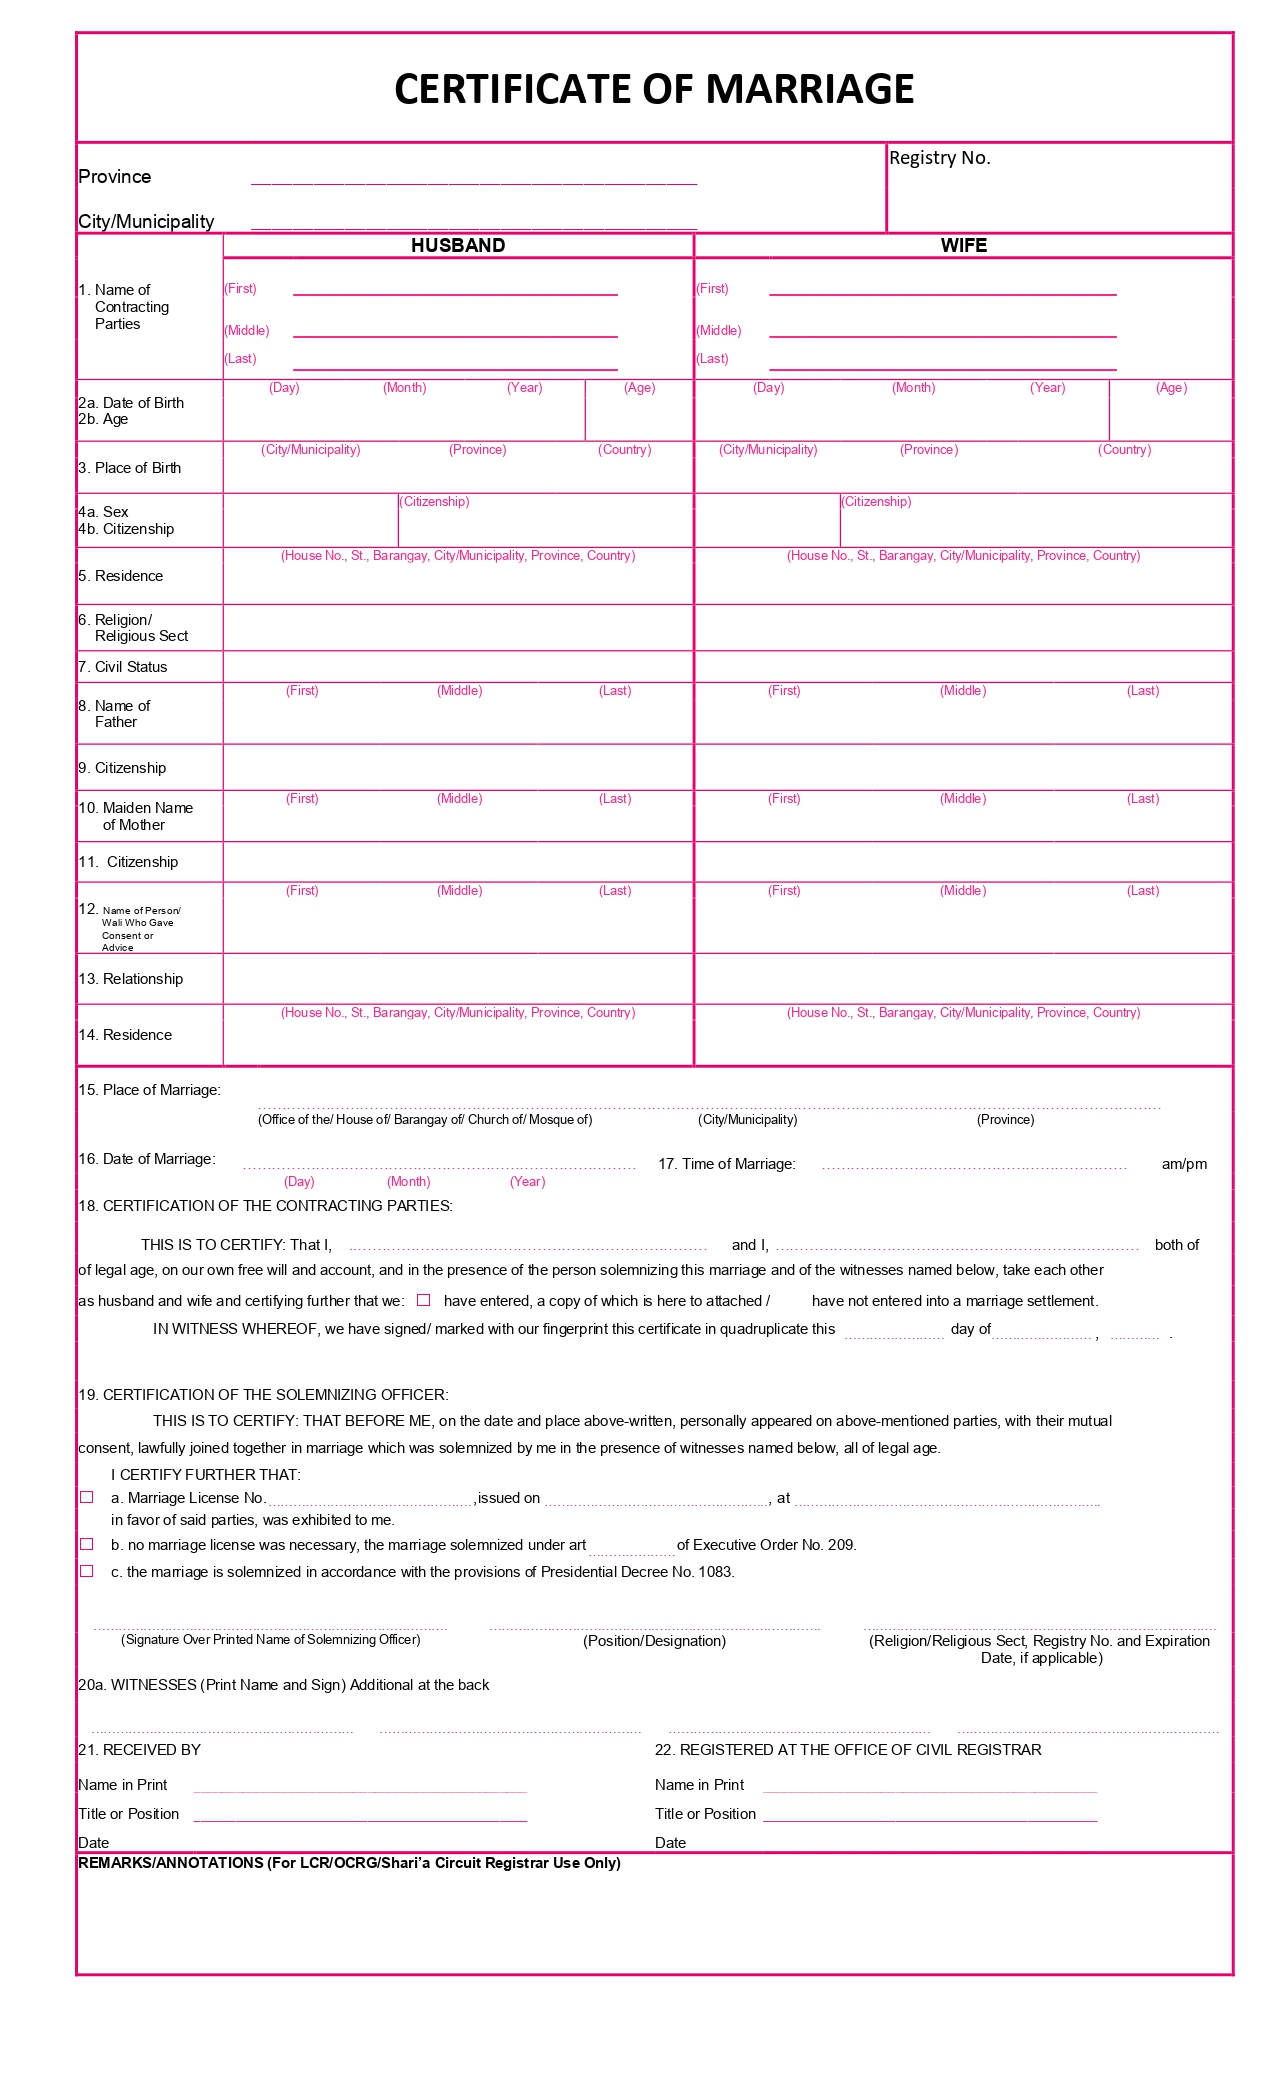 CERTIFICATE OF MARRIAGE
Registry No.
Province
City/Municipality
HUSBAND WIFE
1. Name of
Contracting
Parties
(First) (First)
(Middle) (Middle)
(Last) (Last)
(Day) (Month) (Year) (Age) (Day) (Month) (Year) (Age)
2a. Date of Birth
2b. Age
(City/Municipality) (Province) (Country) (City/Municipality) (Province) (Country)
3. Place of Birth
(Citizenship) (Citizenship)
4a. Sex
4b. Citizenship
(House No., St., Barangay, City/Municipality, Province, Country) (House No., St., Barangay, City/Municipality, Province, Country)
5. Residence
6. Religion/
Religious Sect
7. Civil Status
(First) (Middle) (Last) (First) (Middle) (Last)
8. Name of
Father
9. Citizenship
(First) (Middle) (Last) (First) (Middle) (Last)
10. Maiden Name
of Mother
11. Citizenship
(First) (Middle) (Last) (First) (Middle) (Last)
12. Name of Person/
Wali Who Gave
Consent or
Advice
13. Relationship
(House No., St., Barangay, City/Municipality, Province, Country) (House No., St., Barangay, City/Municipality, Province, Country)
14. Residence
15. Place of Marriage:
(Office of the/ House of/ Barangay of/ Church of/ Mosque of) (City/Municipality) (Province)
16. Date of Marriage: 17. Time of Marriage: am/pm
(Day) (Month) (Year)
18. CERTIFICATION OF THE CONTRACTING PARTIES:
THIS IS TO CERTIFY: That I, and I, both of
of legal age, on our own free will and account, and in the presence of the person solemnizing this marriage and of the witnesses named below, take each other
as husband and wife and certifying further that we: ☐ have entered, a copy of which is here to attached / have not entered into a marriage settlement.
IN WITNESS WHEREOF, we have signed/ marked with our fingerprint this certificate in quadruplicate this day of , .
19. CERTIFICATION OF THE SOLEMNIZING OFFICER:
THIS IS TO CERTIFY: THAT BEFORE ME, on the date and place above-written, personally appeared on above-mentioned parties, with their mutual
consent, lawfully joined together in marriage which was solemnized by me in the presence of witnesses named below, all of legal age.
I CERTIFY FURTHER THAT:
☐ a. Marriage License No. ,issued on , at
in favor of said parties, was exhibited to me.
☐ b. no marriage license was necessary, the marriage solemnized under art of Executive Order No. 209.
☐ c. the marriage is solemnized in accordance with the provisions of Presidential Decree No. 1083.
(Signature Over Printed Name of Solemnizing Officer) (Position/Designation) (Religion/Religious Sect, Registry No. and Expiration
Date, if applicable)
20a. WITNESSES (Print Name and Sign) Additional at the back
21. RECEIVED BY 22. REGISTERED AT THE OFFICE OF CIVIL REGISTRAR
Name in Print Name in Print
Title or Position Title or Position
Date Date
REMARKS/ANNOTATIONS (For LCR/OCRG/Shari’a Circuit Registrar Use Only)